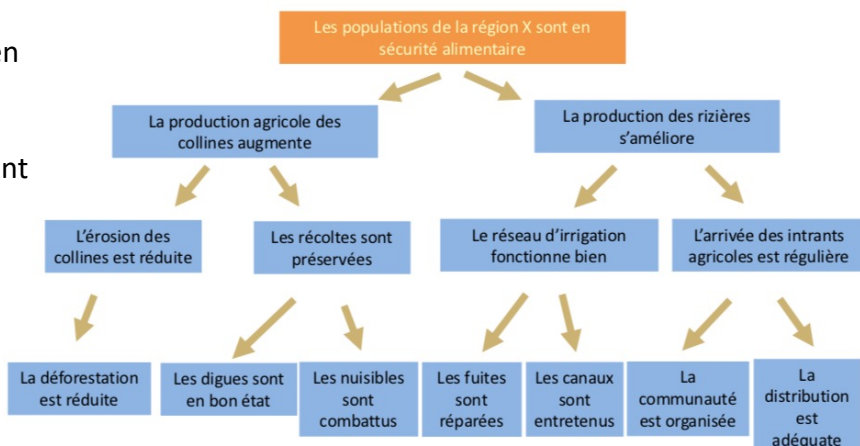 Les populations de la région X sont en
sécurité alimentaire
en
La production agricole des
collines augmente
La production des rizières
s'améliore
nt
L'érosion des
collines est réduite
Les récoltes sont
préservées
Le réseau d'irrigation
fonctionne bien
L'arrivée des intrants
agricoles est régulière
La déforestation
est réduite
Les digues sont
en bon état
Les nuisibles
sont
combattus
Les fuites
sont
réparées
Les canaux
sont
entretenus
La
communauté
est organisée
La
distribution
est
adéquate